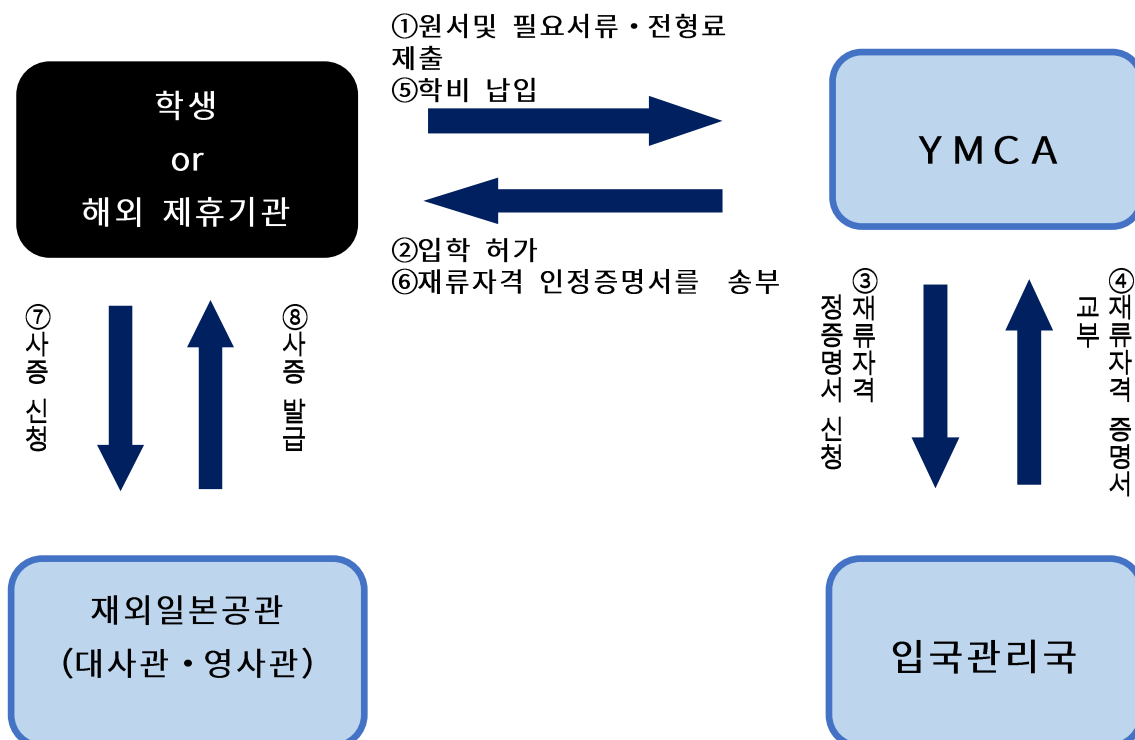 ①원서및 필요서류・전형료
제출
⑤학비 납입
학생
or
해외 제휴기관
YMCA
②입학 허가
⑥재류자격 인정증명서를 송부
⑦사증 신청
⑧사증 발급
③재류자격
정증명서 신청
④재류자격 증명서
교부
재외일본공관
(대사관・영사관)
입국관리국